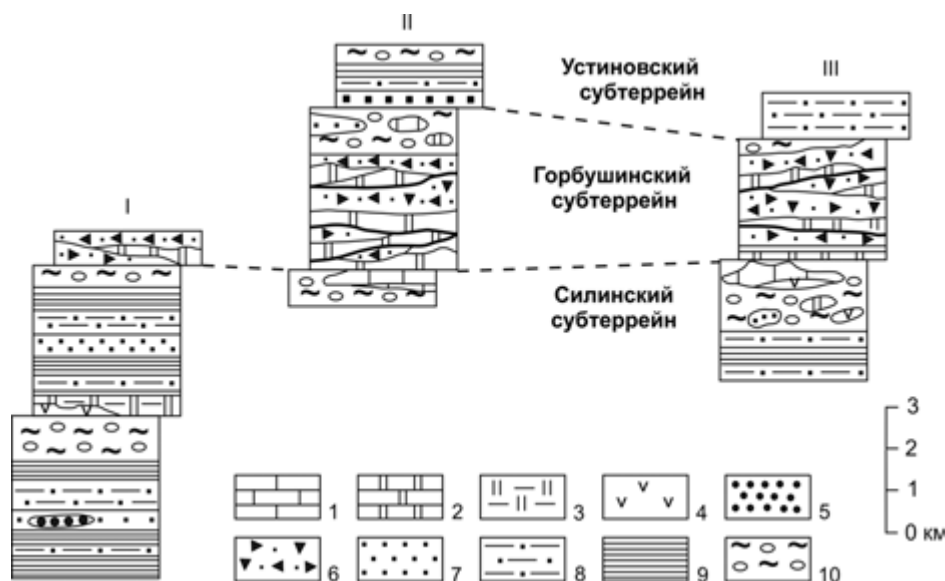 II
III
I
Устиновский
субтеррейн
Горбушинский
субтеррейн
Силинский
субтеррейн
3
2
1
0 км
1
2
3
4
5
6
7
8
9
10